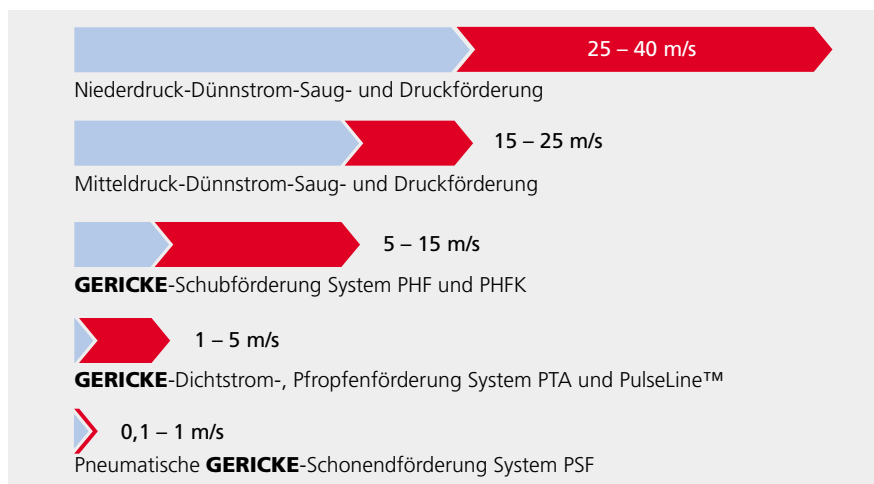 25 – 40 m/s
Niederdruck-Dünnstrom-Saug- und Druckförderung
15 – 25 m/s
Mitteldruck-Dünnstrom-Saug- und Druckförderung
5 – 15 m/s
GERICKE-Schubförderung System PHF und PHFK
1 – 5 m/s
GERICKE-Dichtstrom-, Pfropfenförderung System PTA und PulseLine™
0,1 – 1 m/s
Pneumatische GERICKE-Schonendförderung System PSF